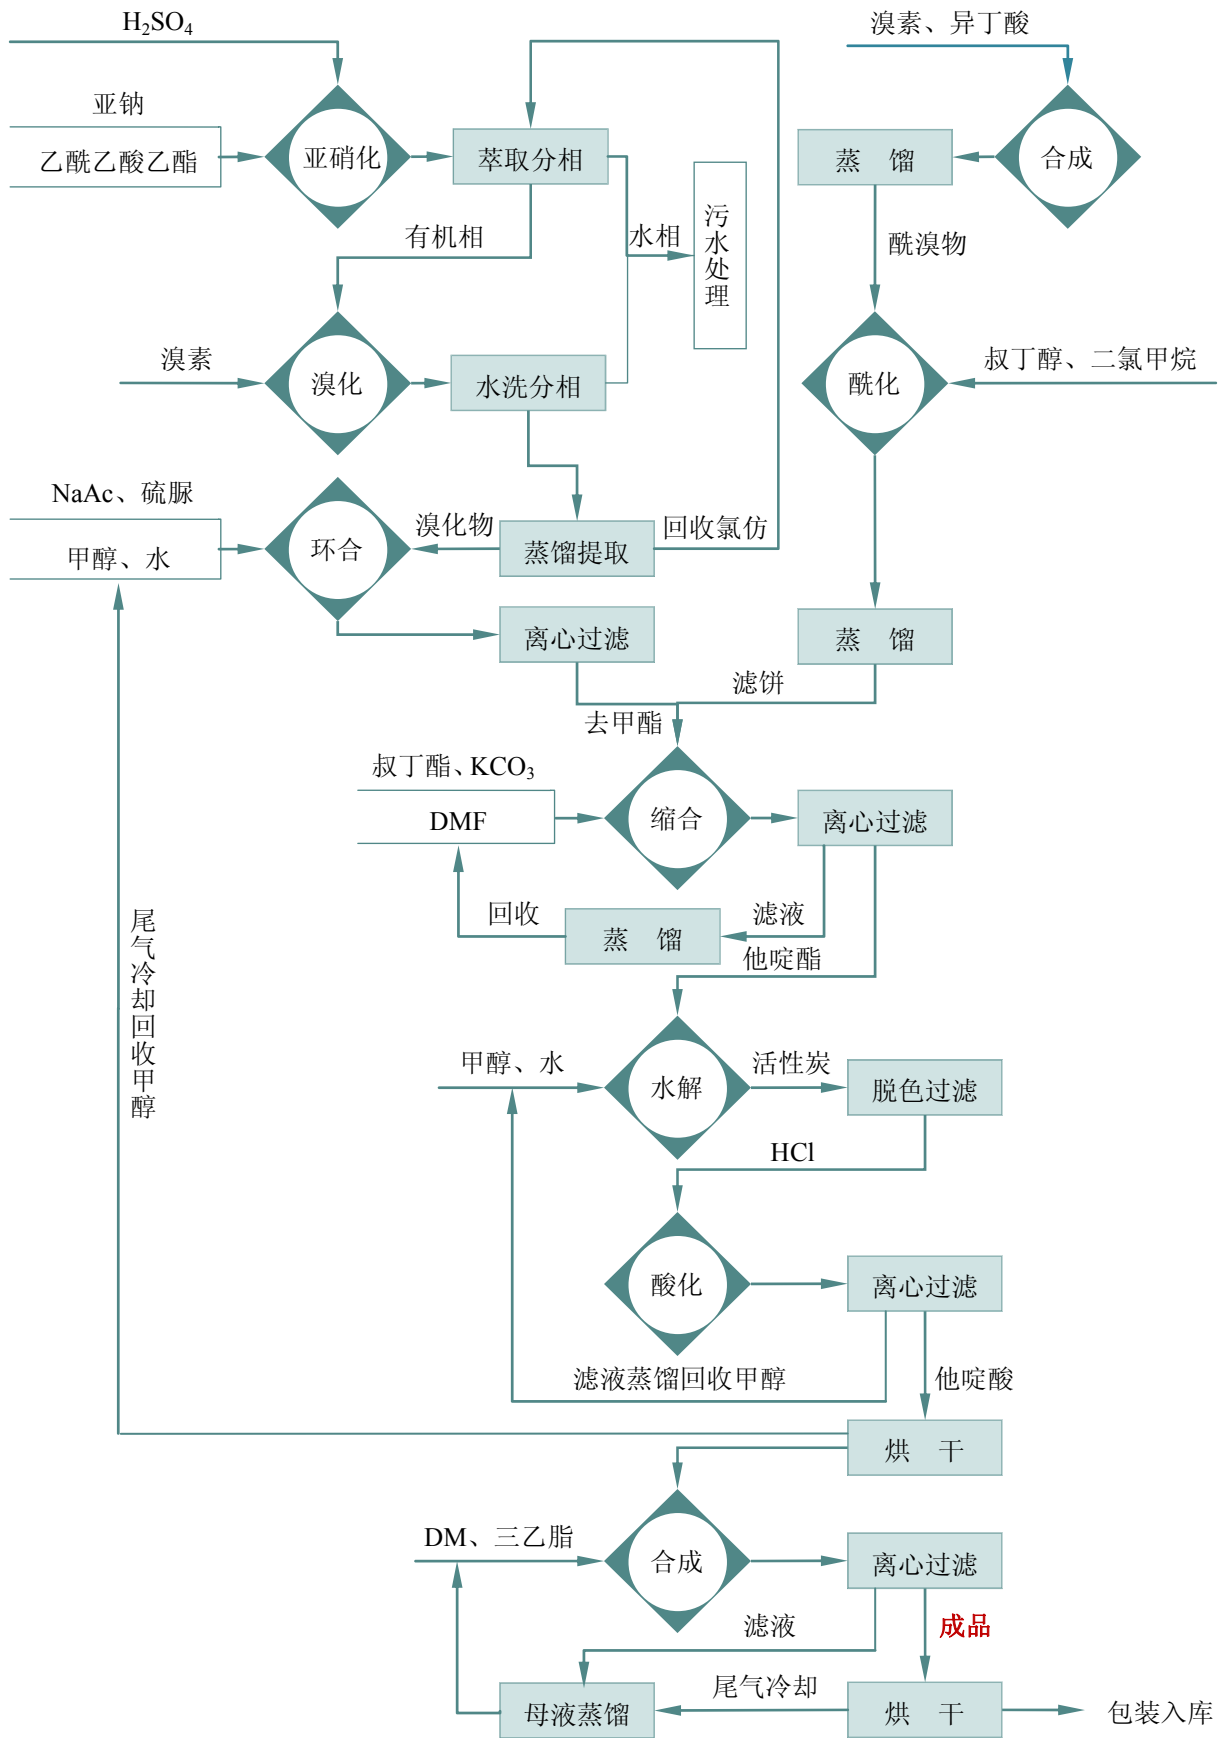 H₂SO₄
溴素、异丁酸
亚钠
乙酰乙酸乙酯
亚硝化
萃取分相
蒸 馏
合成
污水处理
有机相
水相
酰溴物
溴素
溴化
水洗分相
酰化
叔丁醇、二氯甲烷
NaAc、硫脲
甲醇、水
环合
溴化物
蒸馏提取
回收氯仿
离心过滤
蒸 馏
滤饼
去甲酯
叔丁酯、KCO₃
DMF
缩合
离心过滤
回收
蒸 馏
滤液
他啶酯
尾气冷却回收甲醇
甲醇、水
水解
活性炭
脱色过滤
HCl
酸化
离心过滤
滤液蒸馏回收甲醇
他啶酸
烘 干
DM、三乙脂
合成
离心过滤
滤液
成品
尾气冷却
母液蒸馏
烘 干
包装入库